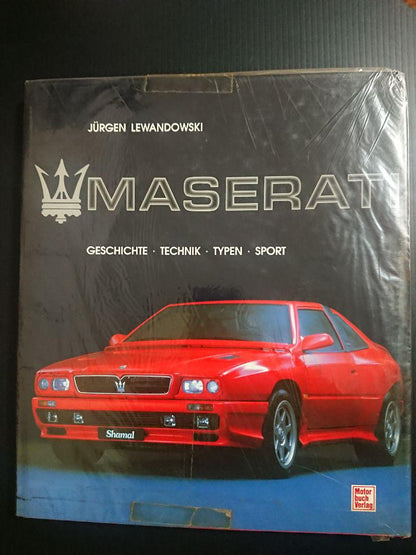 JÜRGEN LEWANDOWSKI
MASERATI
GESCHICHTE · TECHNIK · TYPEN · SPORT
Shamal
Motor
buch
Verlag